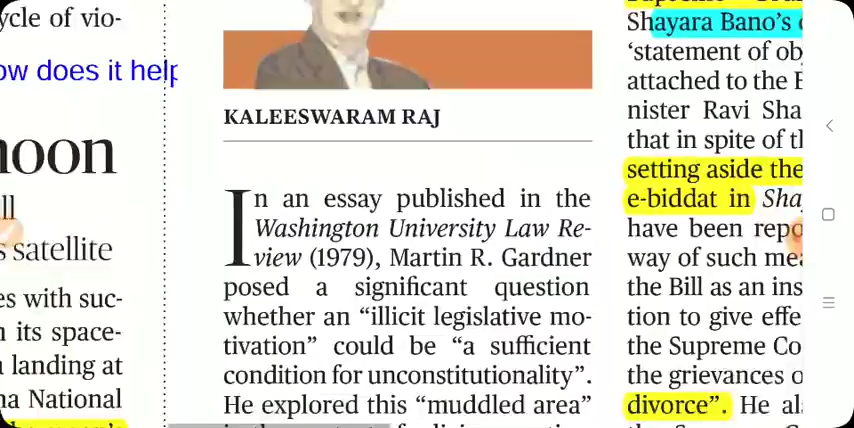 ycle of vio-
ow does it help
noon
ll
s satellite
es with suc-
n its space-
landing at
na National
KALEESWARAM RAJ
In an essay published in the
Washington University Law Re-
view (1979), Martin R. Gardner
posed a significant question
whether an “illicit legislative mo-
tivation” could be “a sufficient
condition for unconstitutionality”.
He explored this “muddled area”
Shayara Bano’s
‘statement of ob
attached to the B
nister Ravi Sha
that in spite of th
setting aside the
e-biddat in Sha
have been repo
way of such mea
the Bill as an ins
tion to give effe
the Supreme Co
the grievances o
divorce”. He al